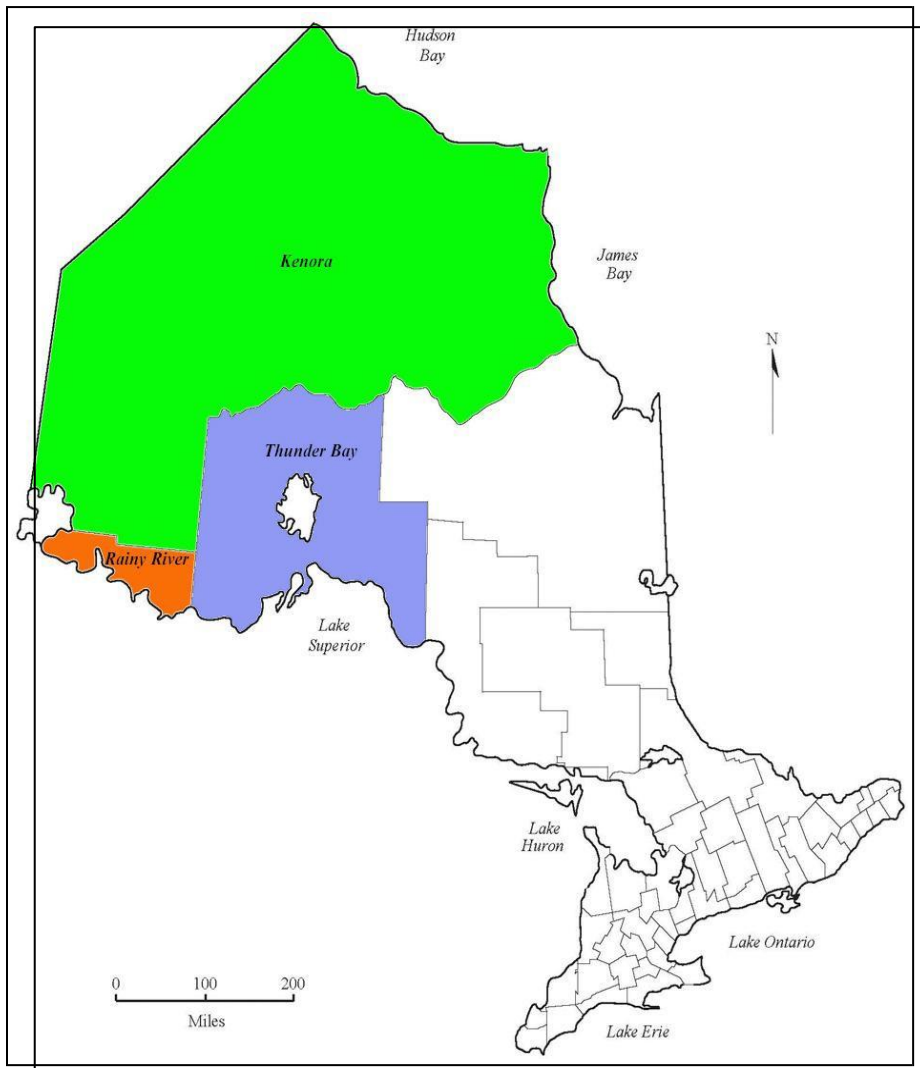 Hudson
Bay
Kenora
James
Bay
N
Thunder Bay
Rainy River
Lake
Superior
Lake
Huron
Lake Ontario
0 100 200
Miles
Lake Erie